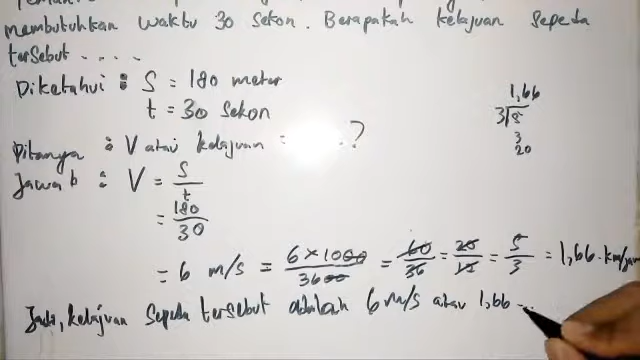 membutuhkan waktu 30 sekon. Berapakah kelajuan sepeda
tersebut . . . .
Diketahui : S = 180 meter
t = 30 sekon
Ditanya : V atau kelajuan = . . . ?
Jawab : V = S/t
= 180/30
= 6 m/s = 6 x 1000/3600 = 60/36 = 20/12 = 5/3 = 1,66 km/jam
Jadi, kelajuan sepeda tersebut adalah 6 m/s atau 1,66
1,66
3/5
3
20